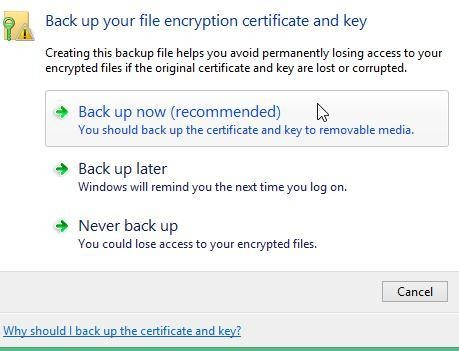 Back up your file encryption certificate and key
Creating this backup file helps you avoid permanently losing access to your
encrypted files if the original certificate and key are lost or corrupted.
Back up now (recommended)
You should back up the certificate and key to removable media.
Back up later
Windows will remind you the next time you log on.
Never back up
You could lose access to your encrypted files.
Cancel
Why should I back up the certificate and key?